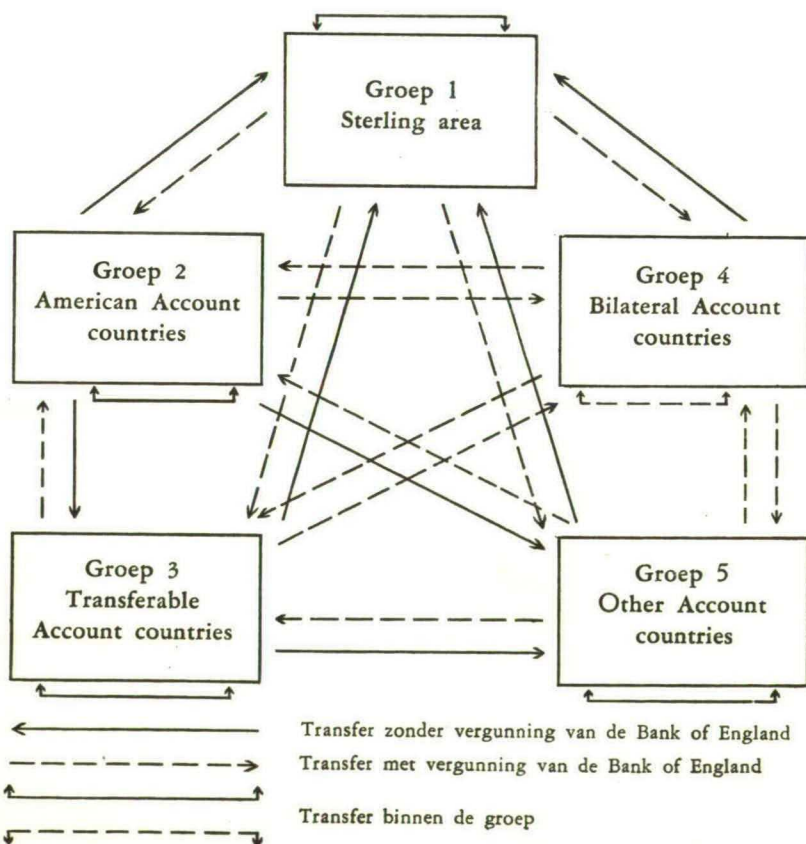 Groep 1
Sterling area
Groep 2
American Account
countries
Groep 4
Bilateral Account
countries
Groep 3
Transferable
Account countries
Groep 5
Other Account
countries
Transfer zonder vergunning van de Bank of England
Transfer met vergunning van de Bank of England
Transfer binnen de groep